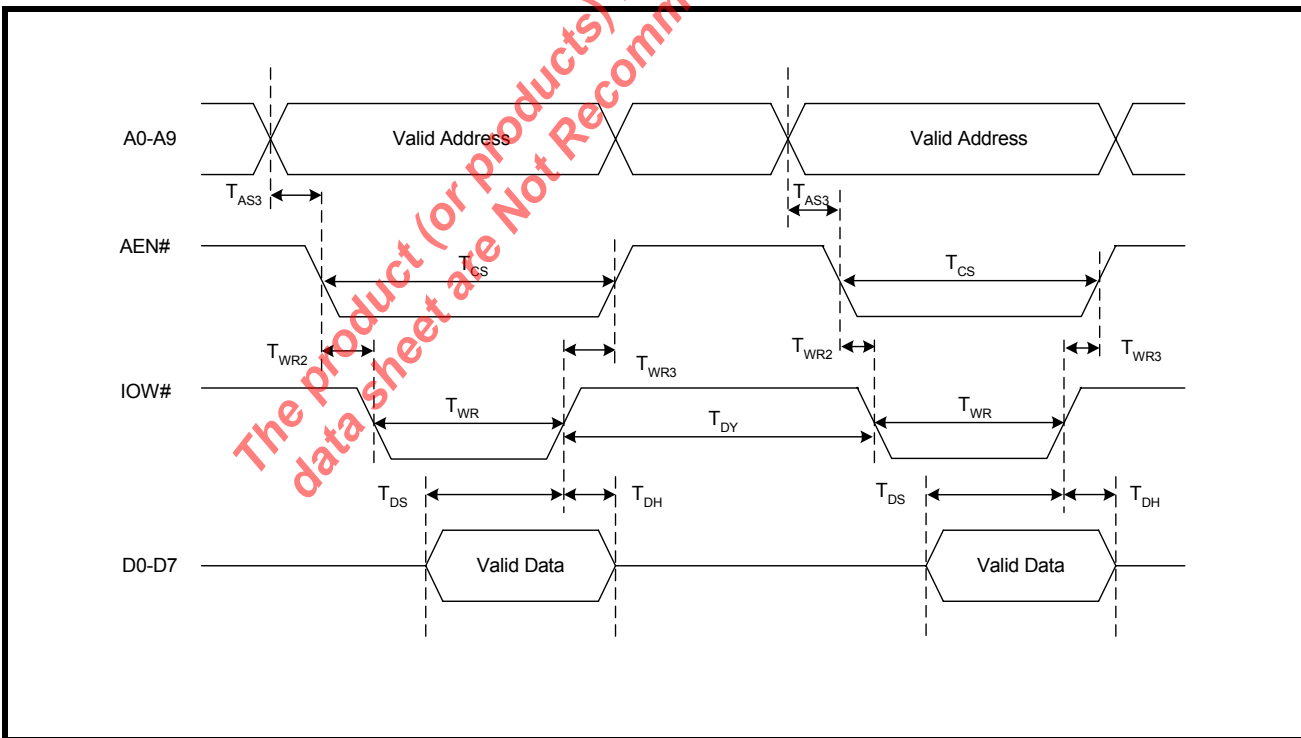 A0-A9
Valid Address
Valid Address
TAS3
TAS3
AEN#
TCS
TCS
TWR2
TWR3
TWR2
TWR3
IOW#
TWR
TDY
TWR
TDS
TDH
TDS
TDH
D0-D7
Valid Data
Valid Data
The product (or products)
data sheet are Not Recomm